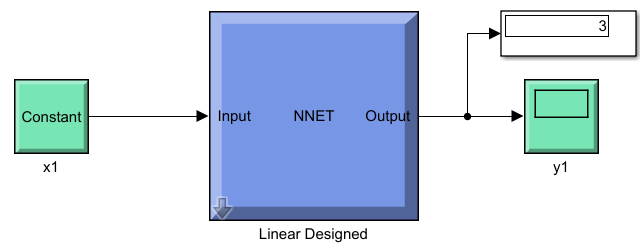 3
Constant
Input NNET Output
x1
y1
Linear Designed